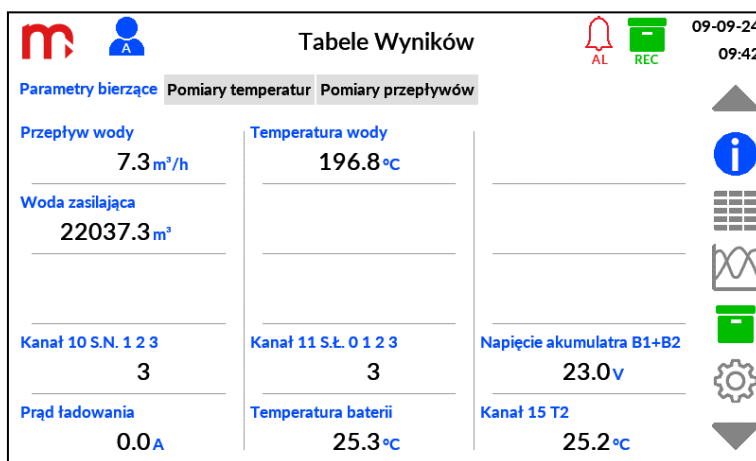 A
Tabele Wyników
AL
REC
09-09-24
09:42
Parametry bierzące Pomiary temperatur Pomiary przepływów
Przepływ wody Temperatura wody
7.3 m³/h 196.8 °C
Woda zasilająca
22037.3 m³
Kanał 10 S.N. 1 2 3 Kanał 11 S.Ł. 0 1 2 3 Napięcie akumulatra B1+B2
3 3 23.0 V
Prąd ładowania Temperatura baterii Kanał 15 T2
0.0 A 25.3 °C 25.2 °C